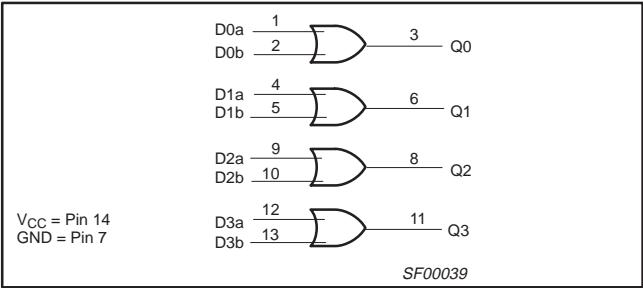 D0a 1
D0b 2
3 Q0
D1a 4
D1b 5
6 Q1
D2a 9
D2b 10
8 Q2
D3a 12
D3b 13
11 Q3
VCC = Pin 14
GND = Pin 7
SF00039